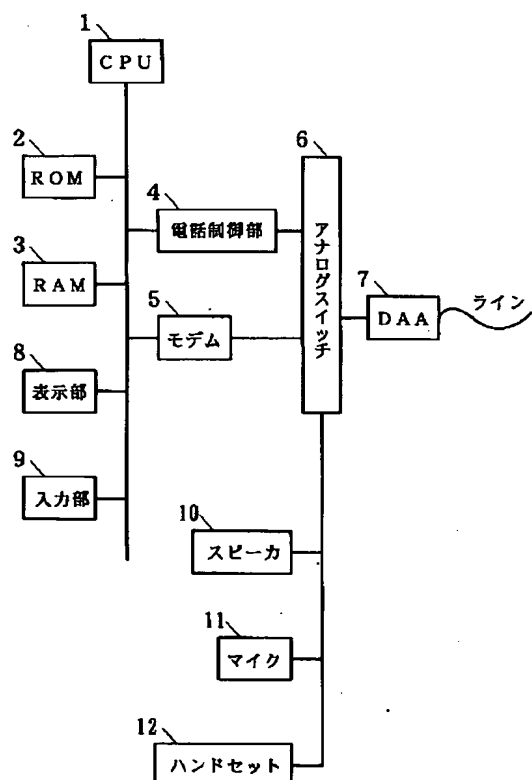 1
CPU
2
ROM
3
RAM
8
表示部
9
入力部
4
電話制御部
5
モデム
6
アナログスイッチ
7
DAA
ライン
10
スピーカ
11
マイク
12
ハンドセット